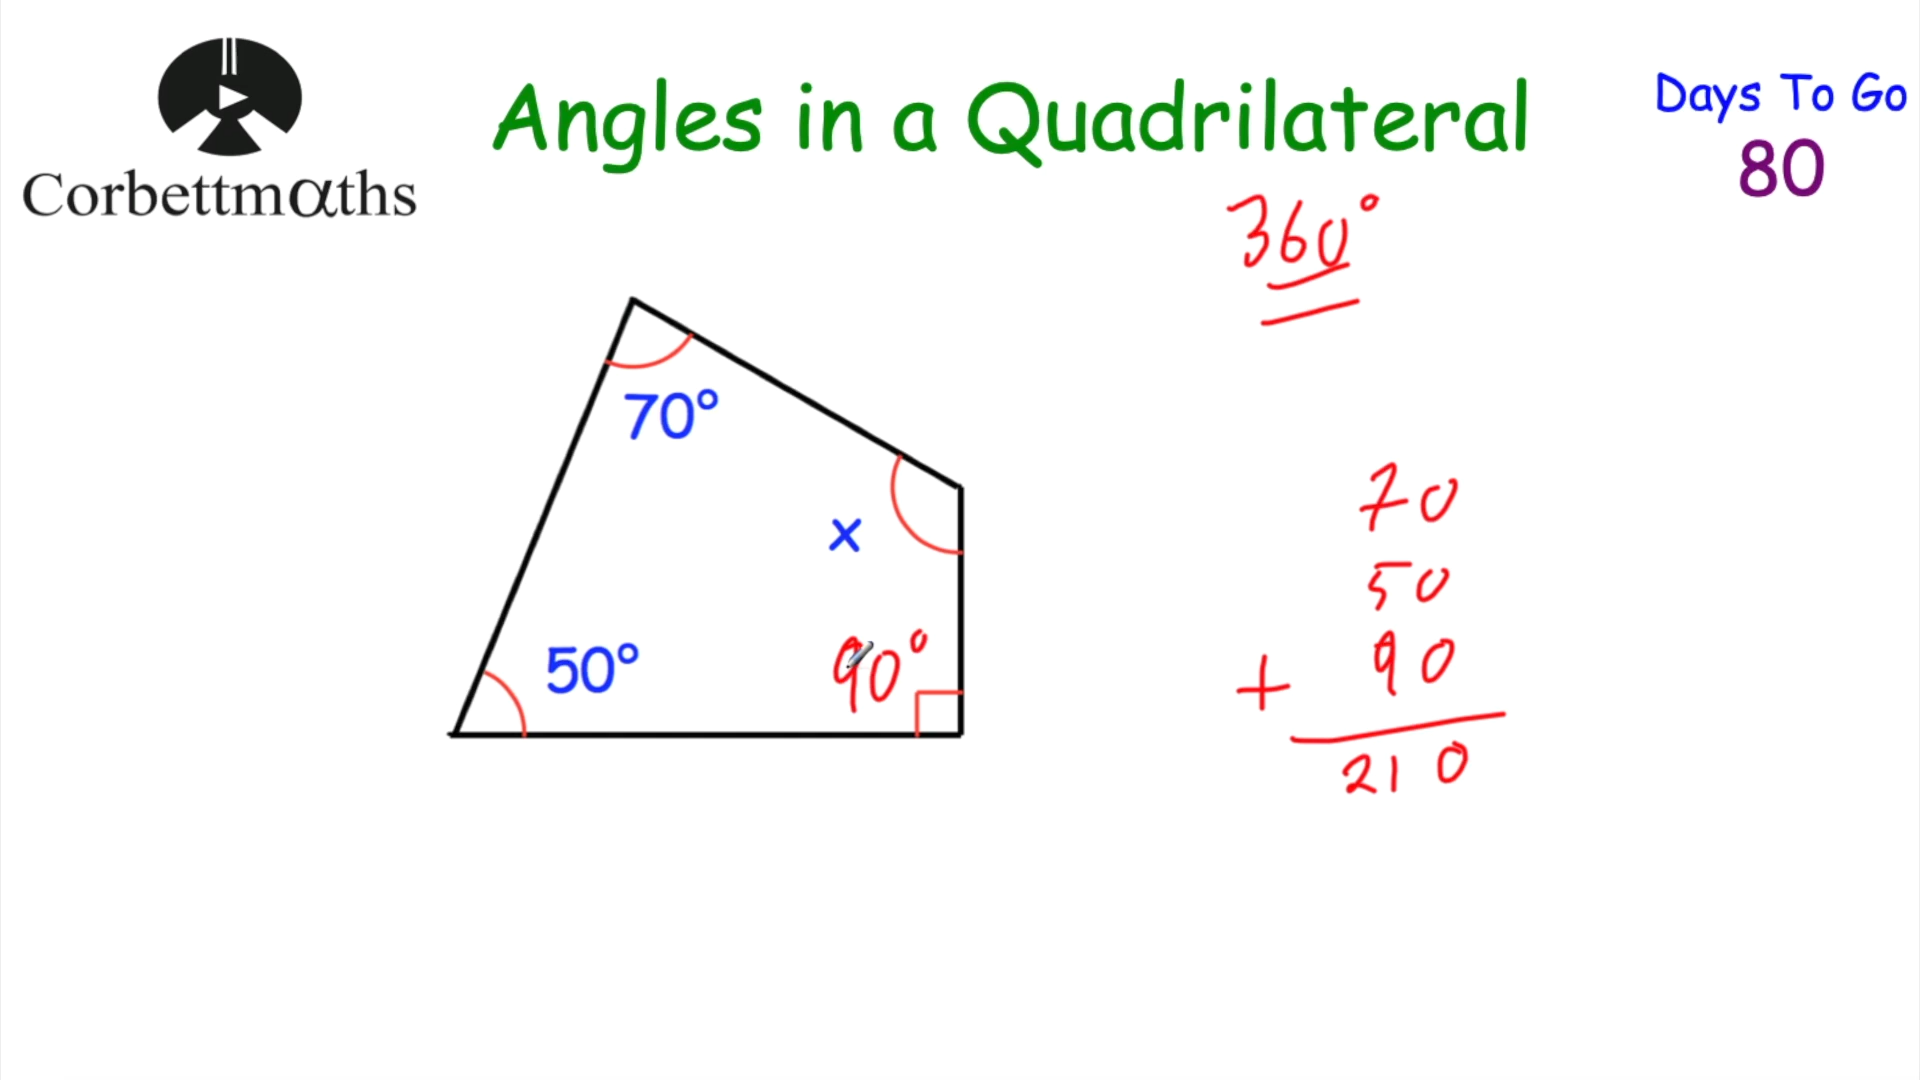 Corbettmαths
Angles in a Quadrilateral
Days To Go
80
360°
70°
x
50°
90°
70
50
+ 90
210